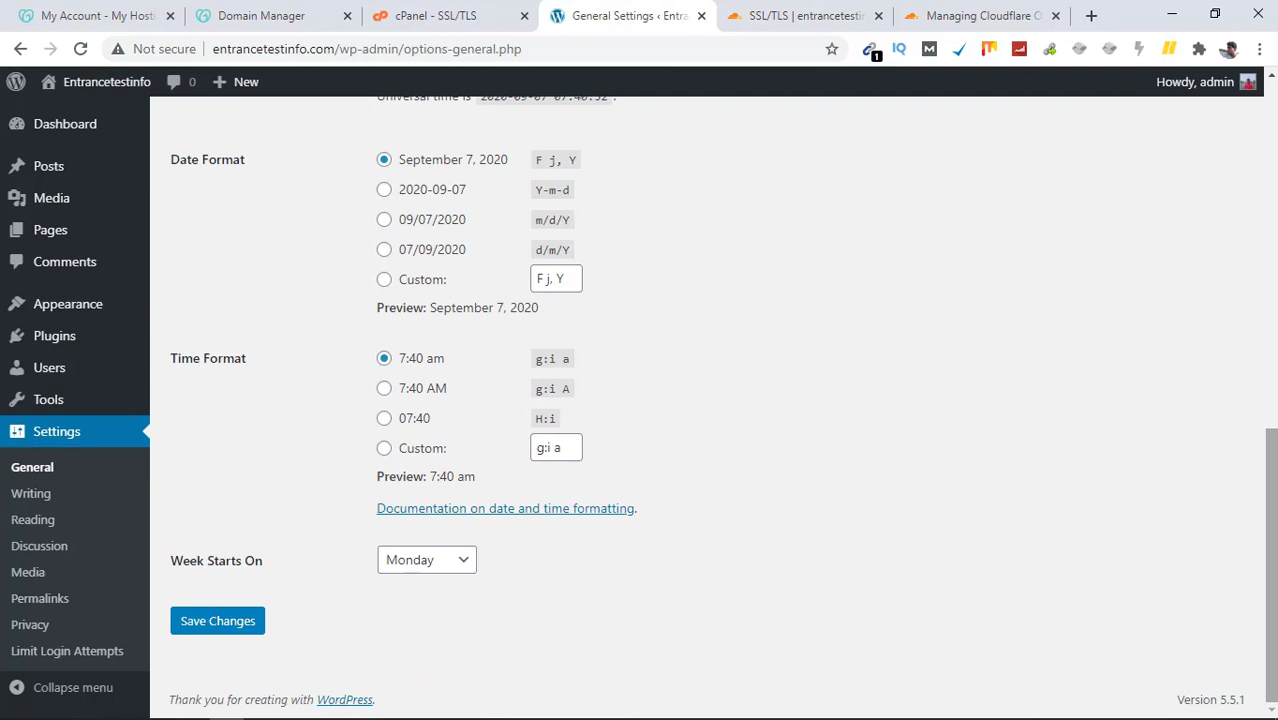 My Account - My Hosti
Domain Manager
cPanel - SSL/TLS
General Settings ‹ Entra
SSL/TLS | entrancetestin
Managing Cloudflare O
Not secure
entrancetestinfo.com/wp-admin/options-general.php
1
Entrancetestinfo
0
New
Howdy, admin
Universal time is 2020-09-07 07:40:52 .
Dashboard
Posts
Media
Pages
Comments
Appearance
Plugins
Users
Tools
Settings
General
Writing
Reading
Discussion
Media
Permalinks
Privacy
Limit Login Attempts
Collapse menu
Date Format
September 7, 2020 F j, Y
2020-09-07 Y-m-d
09/07/2020 m/d/Y
07/09/2020 d/m/Y
Custom: F j, Y
Preview: September 7, 2020
Time Format
7:40 am g:i a
7:40 AM g:i A
07:40 H:i
Custom: g:i a
Preview: 7:40 am
Documentation on date and time formatting.
Week Starts On
Monday
Save Changes
Thank you for creating with WordPress.
Version 5.5.1